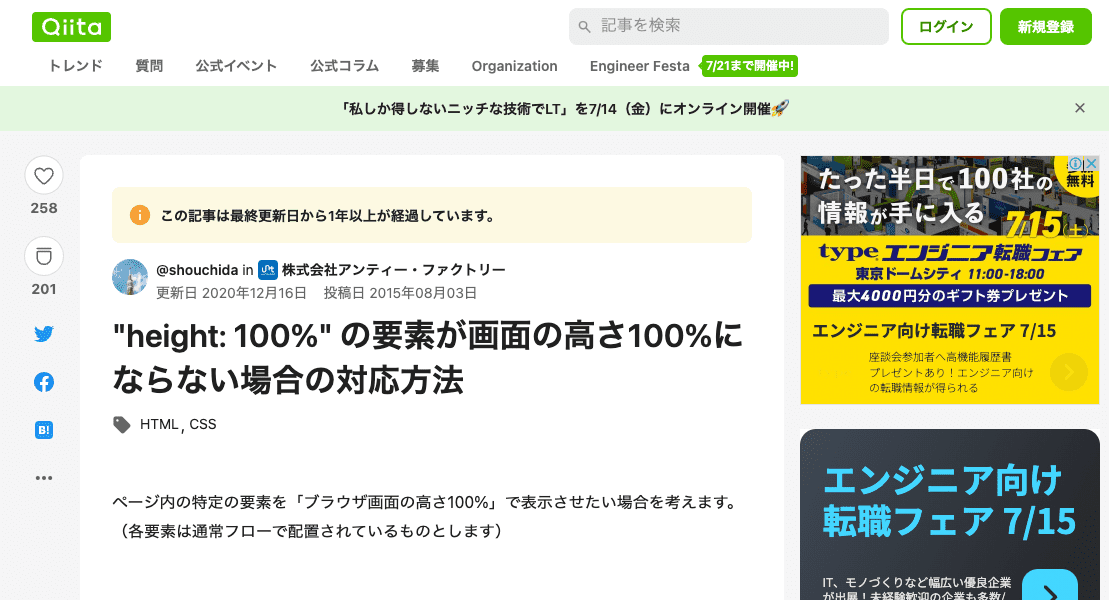 Qiita
記事を検索
ログイン
新規登録
トレンド
質問
公式イベント
公式コラム
募集
Organization
Engineer Festa
7/21まで開催中!
「私しか得しないニッチな技術でLT」を7/14（金）にオンライン開催🚀
258
201
B!
この記事は最終更新日から1年以上が経過しています。
@shouchida in 株式会社アンティー・ファクトリー
更新日 2020年12月16日 投稿日 2015年08月03日
"height: 100%" の要素が画面の高さ100%に
ならない場合の対応方法
HTML , CSS
ページ内の特定の要素を「ブラウザ画面の高さ100%」で表示させたい場合を考えます。
（各要素は通常フローで配置されているものとします）
たった半日で100社の
無料
情報が手に入る
7/15(土)
type エンジニア転職フェア
東京ドームシティ 11:00-18:00
最大4000円分のギフト券プレゼント
エンジニア向け転職フェア 7/15
座談会参加者へ高機能履歴書
プレゼントあり！エンジニア向け
の転職情報が得られる
エンジニア向け
転職フェア 7/15
IT、モノづくりなど幅広い優良企業
が出展！未経験歓迎の企業も多数/